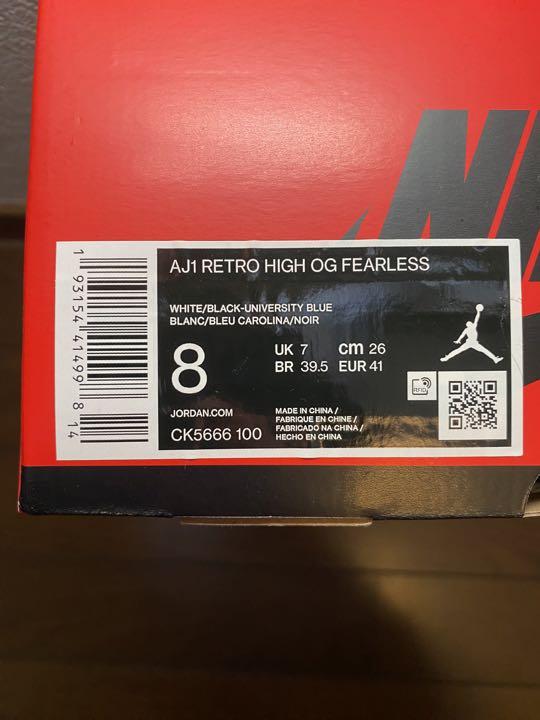 NI
AJ1 RETRO HIGH OG FEARLESS
WHITE/BLACK-UNIVERSITY BLUE
BLANC/BLEU CAROLINA/NOIR
8
UK 7 cm 26
BR 39.5 EUR 41
RFID
JORDAN.COM
CK5666 100
MADE IN CHINA /
FABRIQUE EN CHINE /
FABRICADO NA CHINA /
HECHO EN CHINA
1 93154 41499 8 14